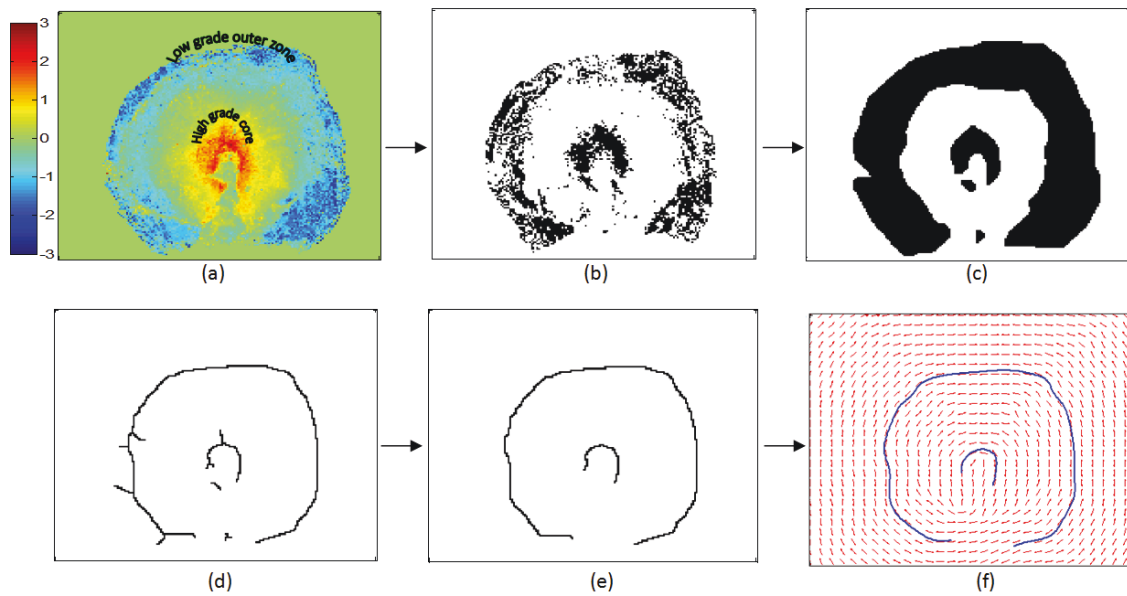 3
2
1
0
-1
-2
-3
Low grade outer zone
High grade core
(a)
(b)
(c)
(d)
(e)
(f)